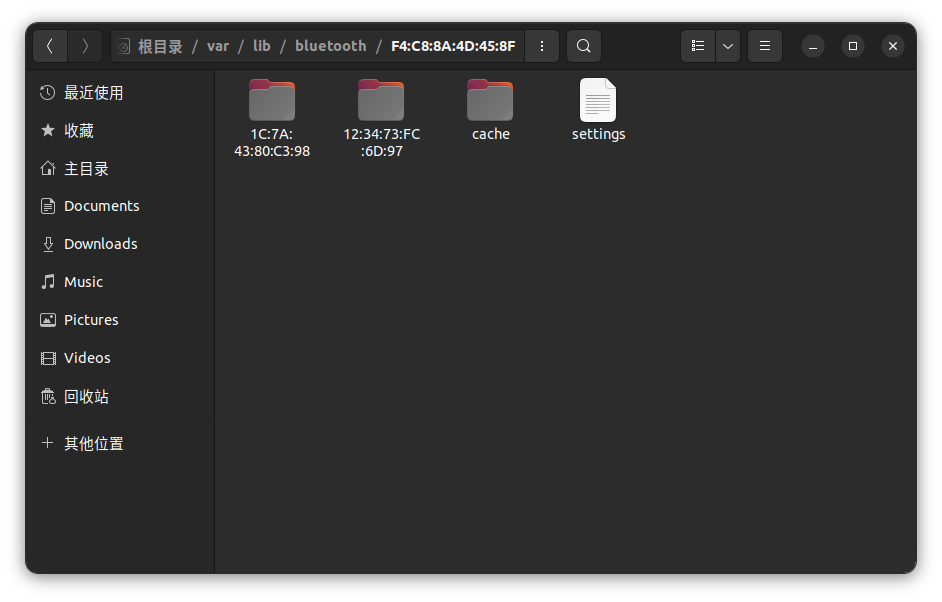 根目录 / var / lib / bluetooth / F4:C8:8A:4D:45:8F
最近使用
收藏
主目录
Documents
Downloads
Music
Pictures
Videos
回收站
其他位置
1C:7A:
43:80:C3:98
12:34:73:FC
:6D:97
cache
settings